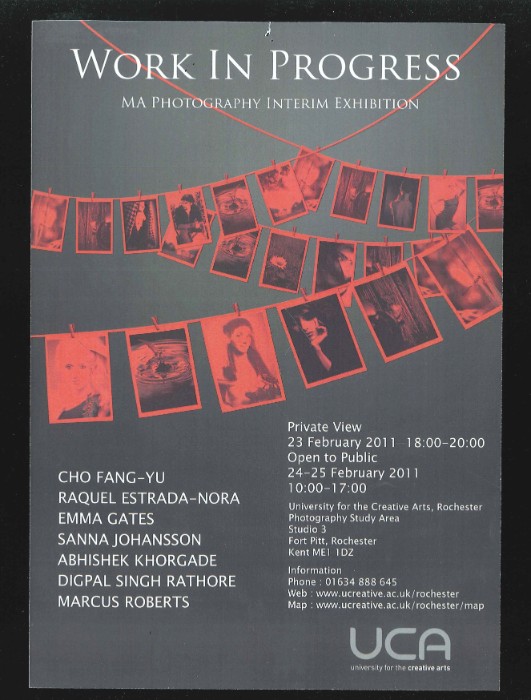 WORK IN PROGRESS
MA PHOTOGRAPHY INTERIM EXHIBITION
Private View
23 February 2011 18:00-20:00
Open to Public
24-25 February 2011
10:00-17:00
CHO FANG-YU
RAQUEL ESTRADA-NORA
EMMA GATES
SANNA JOHANSSON
ABHISHEK KHORGADE
DIGPAL SINGH RATHORE
MARCUS ROBERTS
University for the Creative Arts, Rochester
Photography Study Area
Studio 3
Fort Pitt, Rochester
Kent ME1 1DZ
Information
Phone : 01634 888 645
Web : www.ucreative.ac.uk/rochester
Map : www.ucreative.ac.uk/rochester/map
UCA
university for the creative arts